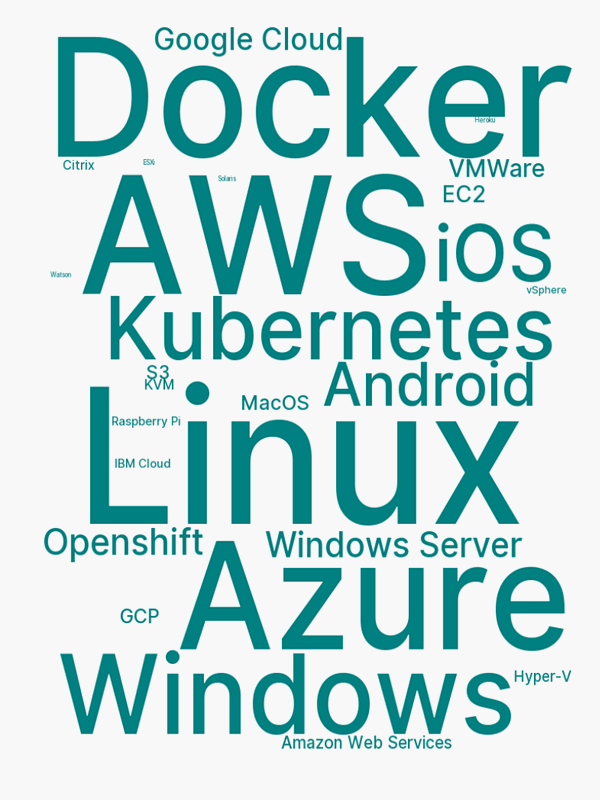 Google Cloud
Docker
Heroku
Citrix
ESXi
VMWare
Solaris
AWS
EC2
iOS
Watson
vSphere
Kubernetes
S3
KVM
Android
MacOS
Linux
Raspberry Pi
IBM Cloud
Openshift
Windows Server
Azure
GCP
Windows
Hyper-V
Amazon Web Services